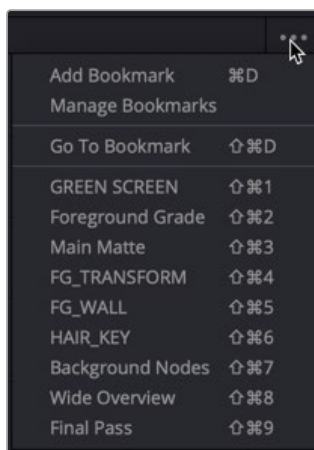 Add Bookmark ⌘D
Manage Bookmarks
Go To Bookmark ⇧⌘D
GREEN SCREEN ⇧⌘1
Foreground Grade ⇧⌘2
Main Matte ⇧⌘3
FG_TRANSFORM ⇧⌘4
FG_WALL ⇧⌘5
HAIR_KEY ⇧⌘6
Background Nodes ⇧⌘7
Wide Overview ⇧⌘8
Final Pass ⇧⌘9